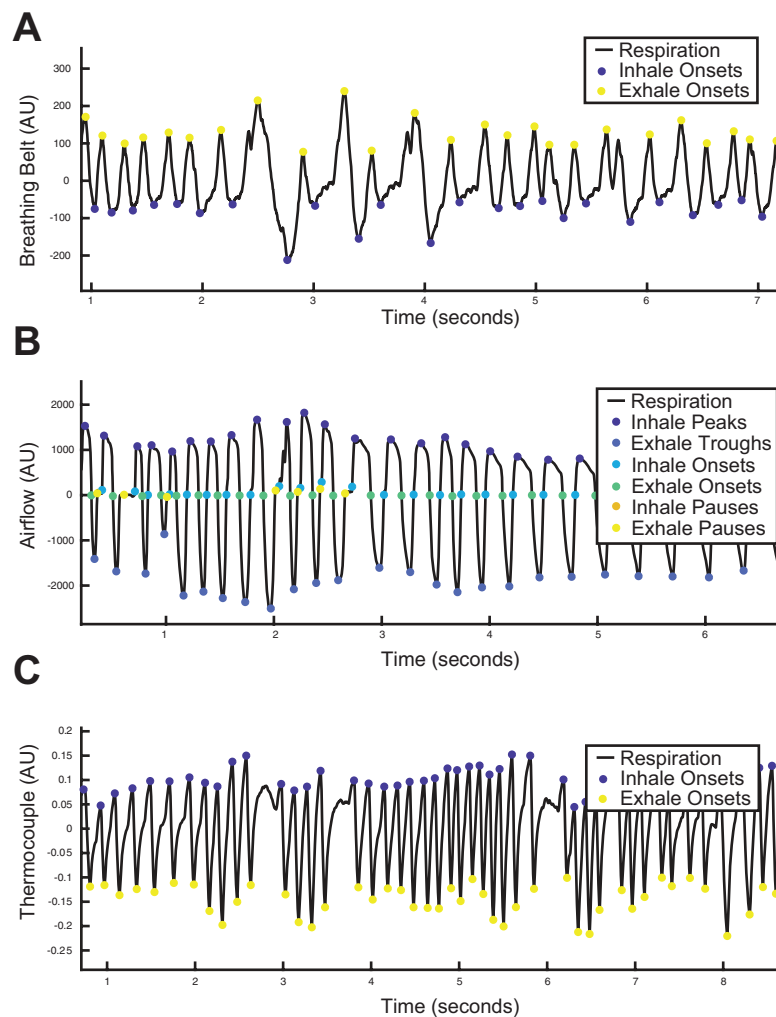 A
Respiration
Inhale Onsets
Exhale Onsets
Breathing Belt (AU)
300
200
100
0
-100
-200
1 2 3 4 5 6 7
Time (seconds)
B
Respiration
Inhale Peaks
Exhale Troughs
Inhale Onsets
Exhale Onsets
Inhale Pauses
Exhale Pauses
Airflow (AU)
2000
1000
0
-1000
-2000
1 2 3 4 5 6
Time (seconds)
C
Respiration
Inhale Onsets
Exhale Onsets
Thermocouple (AU)
0.2
0.15
0.1
0.05
0
-0.05
-0.1
-0.15
-0.2
-0.25
1 2 3 4 5 6 7 8
Time (seconds)